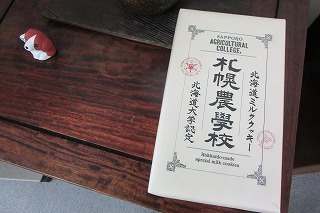 SAPPORO
AGRICULTURAL
COLLEGE,
北海道ミルククッキー
札幌農學校
北海道大学認定
Hokkaido-made
special milk cookies